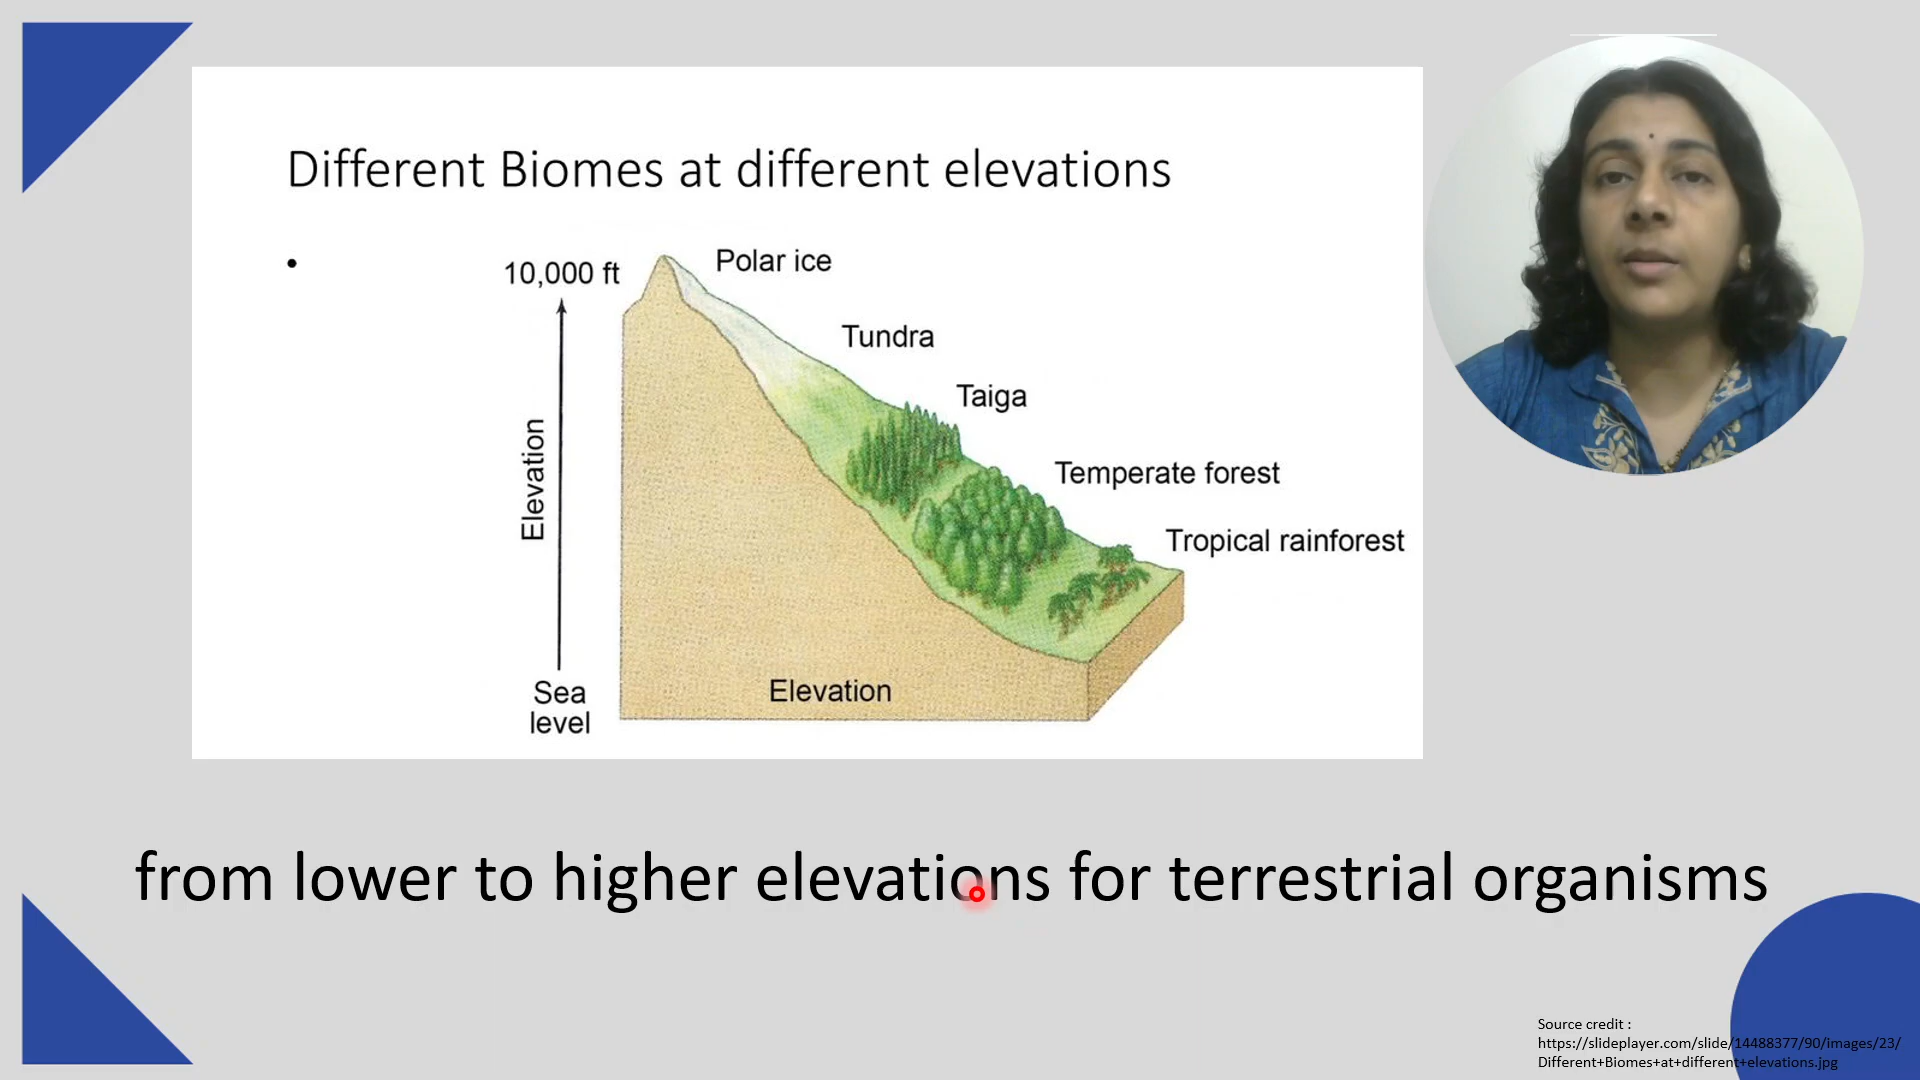 Different Biomes at different elevations
•
10,000 ft
Polar ice
Tundra
Taiga
Elevation
Temperate forest
Tropical rainforest
Elevation
Sea
level
from lower to higher elevations for terrestrial organisms
Source credit :
https://slideplayer.com/slide/14488377/90/images/23/
Different+Biomes+at+different+elevations.jpg